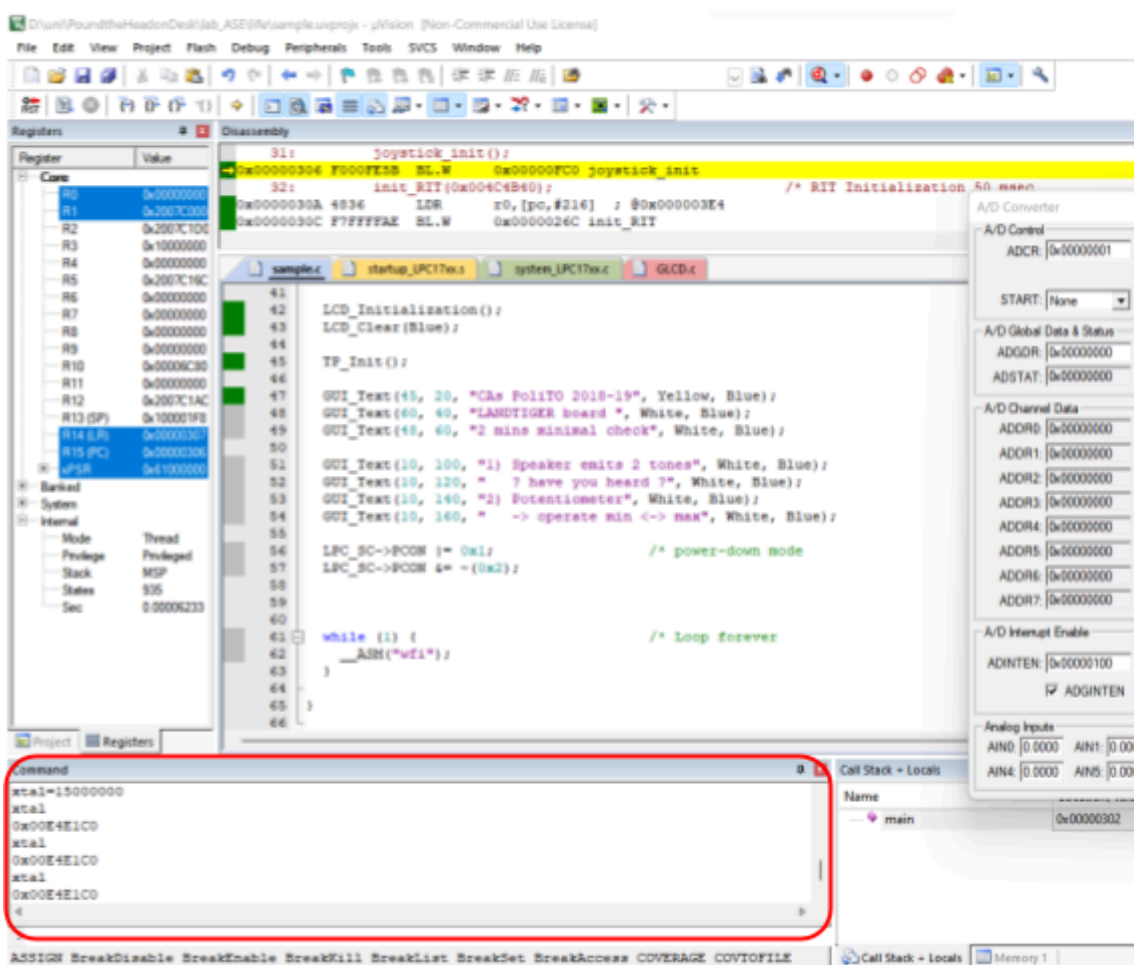 D:\uni\PoundtheHeadonDesk\lab_ASE\life\sample.uvprojx - µVision [Non-Commercial Use License]
File Edit View Project Flash Debug Peripherals Tools SVCS Window Help
Registers
Register Value
Core
R0 0x00000000
R1 0x2007C000
R2 0x2007C1D0
R3 0x10000000
R4 0x00000000
R5 0x2007C16C
R6 0x00000000
R7 0x00000000
R8 0x00000000
R9 0x00000000
R10 0x00006C80
R11 0x00000000
R12 0x2007C1AC
R13 (SP) 0x100001F8
R14 (LR) 0x00000307
R15 (PC) 0x00000306
xPSR 0x61000000
Banked
System
Internal
Mode Thread
Privilege Privileged
Stack MSP
States 935
Sec 0.00006233
Project Registers
Disassembly
31: joystick_init();
0x00000306 F000FE5B BL.W 0x00000FC0 joystick_init
32: init_RIT(0x004C4B40); /* RIT Initialization 50 msec
0x0000030A 4836 LDR r0,[pc,#216] ; @0x000003E4
0x0000030C F7FFFFAE BL.W 0x0000026C init_RIT
sample.c startup_LPC17xx.s system_LPC17xx.c GLCD.c
41
42 LCD_Initialization();
43 LCD_Clear(Blue);
44
45 TP_Init();
46
47 GUI_Text(45, 20, "CAs PoliTO 2018-19", Yellow, Blue);
48 GUI_Text(60, 40, "LANDTIGER board ", White, Blue);
49 GUI_Text(48, 60, "2 mins minimal check", White, Blue);
50
51 GUI_Text(10, 100, "1) Speaker emits 2 tones", White, Blue);
52 GUI_Text(10, 120, " ? have you heard ?", White, Blue);
53 GUI_Text(10, 140, "2) Potentiometer", White, Blue);
54 GUI_Text(10, 160, " -> operate min <-> max", White, Blue);
55
56 LPC_SC->PCON |= 0x1; /* power-down mode
57 LPC_SC->PCON &= ~(0x2);
58
59
60
61 while (1) { /* Loop forever
62 __ASM("wfi");
63 }
64
65 }
66
A/D Converter
A/D Control
ADCR: 0x00000001
START: None
A/D Global Data & Status
ADGDR: 0x00000000
ADSTAT: 0x00000000
A/D Channel Data
ADDR0: 0x00000000
ADDR1: 0x00000000
ADDR2: 0x00000000
ADDR3: 0x00000000
ADDR4: 0x00000000
ADDR5: 0x00000000
ADDR6: 0x00000000
ADDR7: 0x00000000
A/D Interrupt Enable
ADINTEN: 0x00000100
ADGINTEN
Analog Inputs
AIN0: 0.0000 AIN1: 0.00
AIN4: 0.0000 AIN5: 0.00
Command
xtal=15000000
xtal
0x00E4E1C0
xtal
0x00E4E1C0
xtal
0x00E4E1C0
ASSIGN BreakDisable BreakEnable BreakKill BreakList BreakSet BreakAccess COVERAGE COVTOFILE
Call Stack + Locals
Name
main 0x00000302
Call Stack + Locals Memory 1